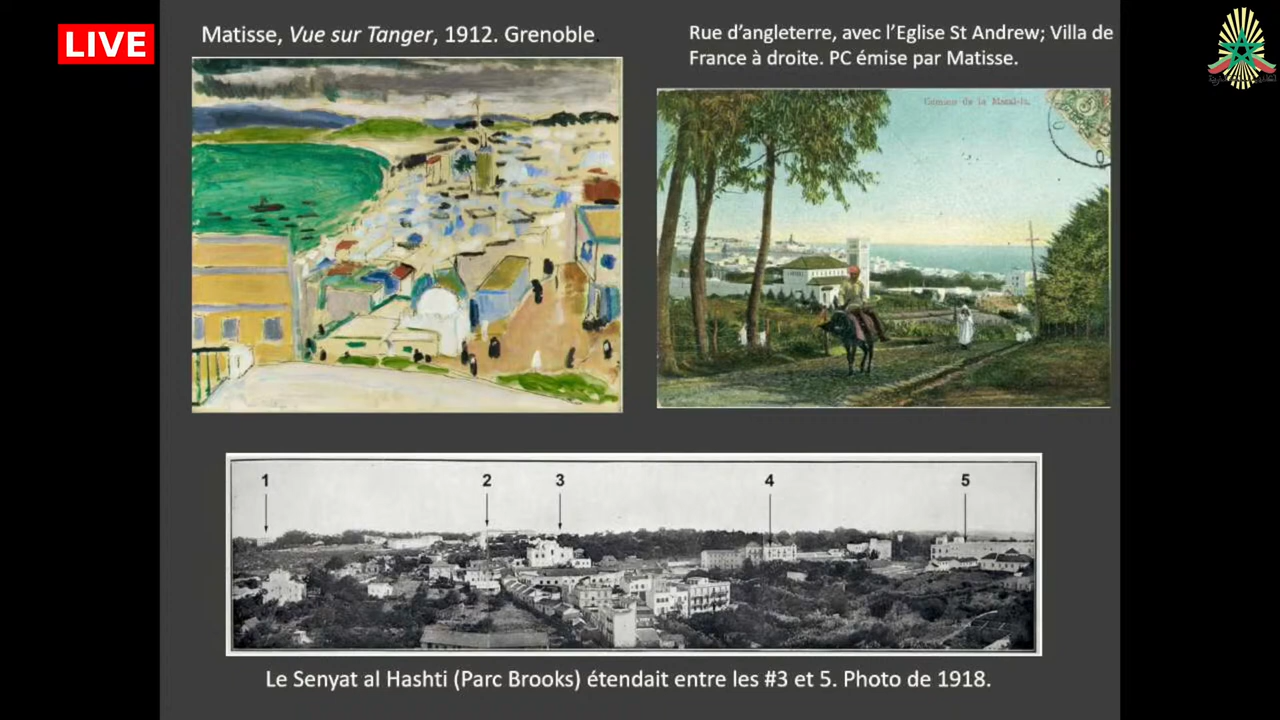 LIVE
Matisse, Vue sur Tanger, 1912. Grenoble.
Rue d’angleterre, avec l’Eglise St Andrew; Villa de
France à droite. PC émise par Matisse.
1
2
3
4
5
Le Senyat al Hashti (Parc Brooks) étendait entre les #3 et 5. Photo de 1918.